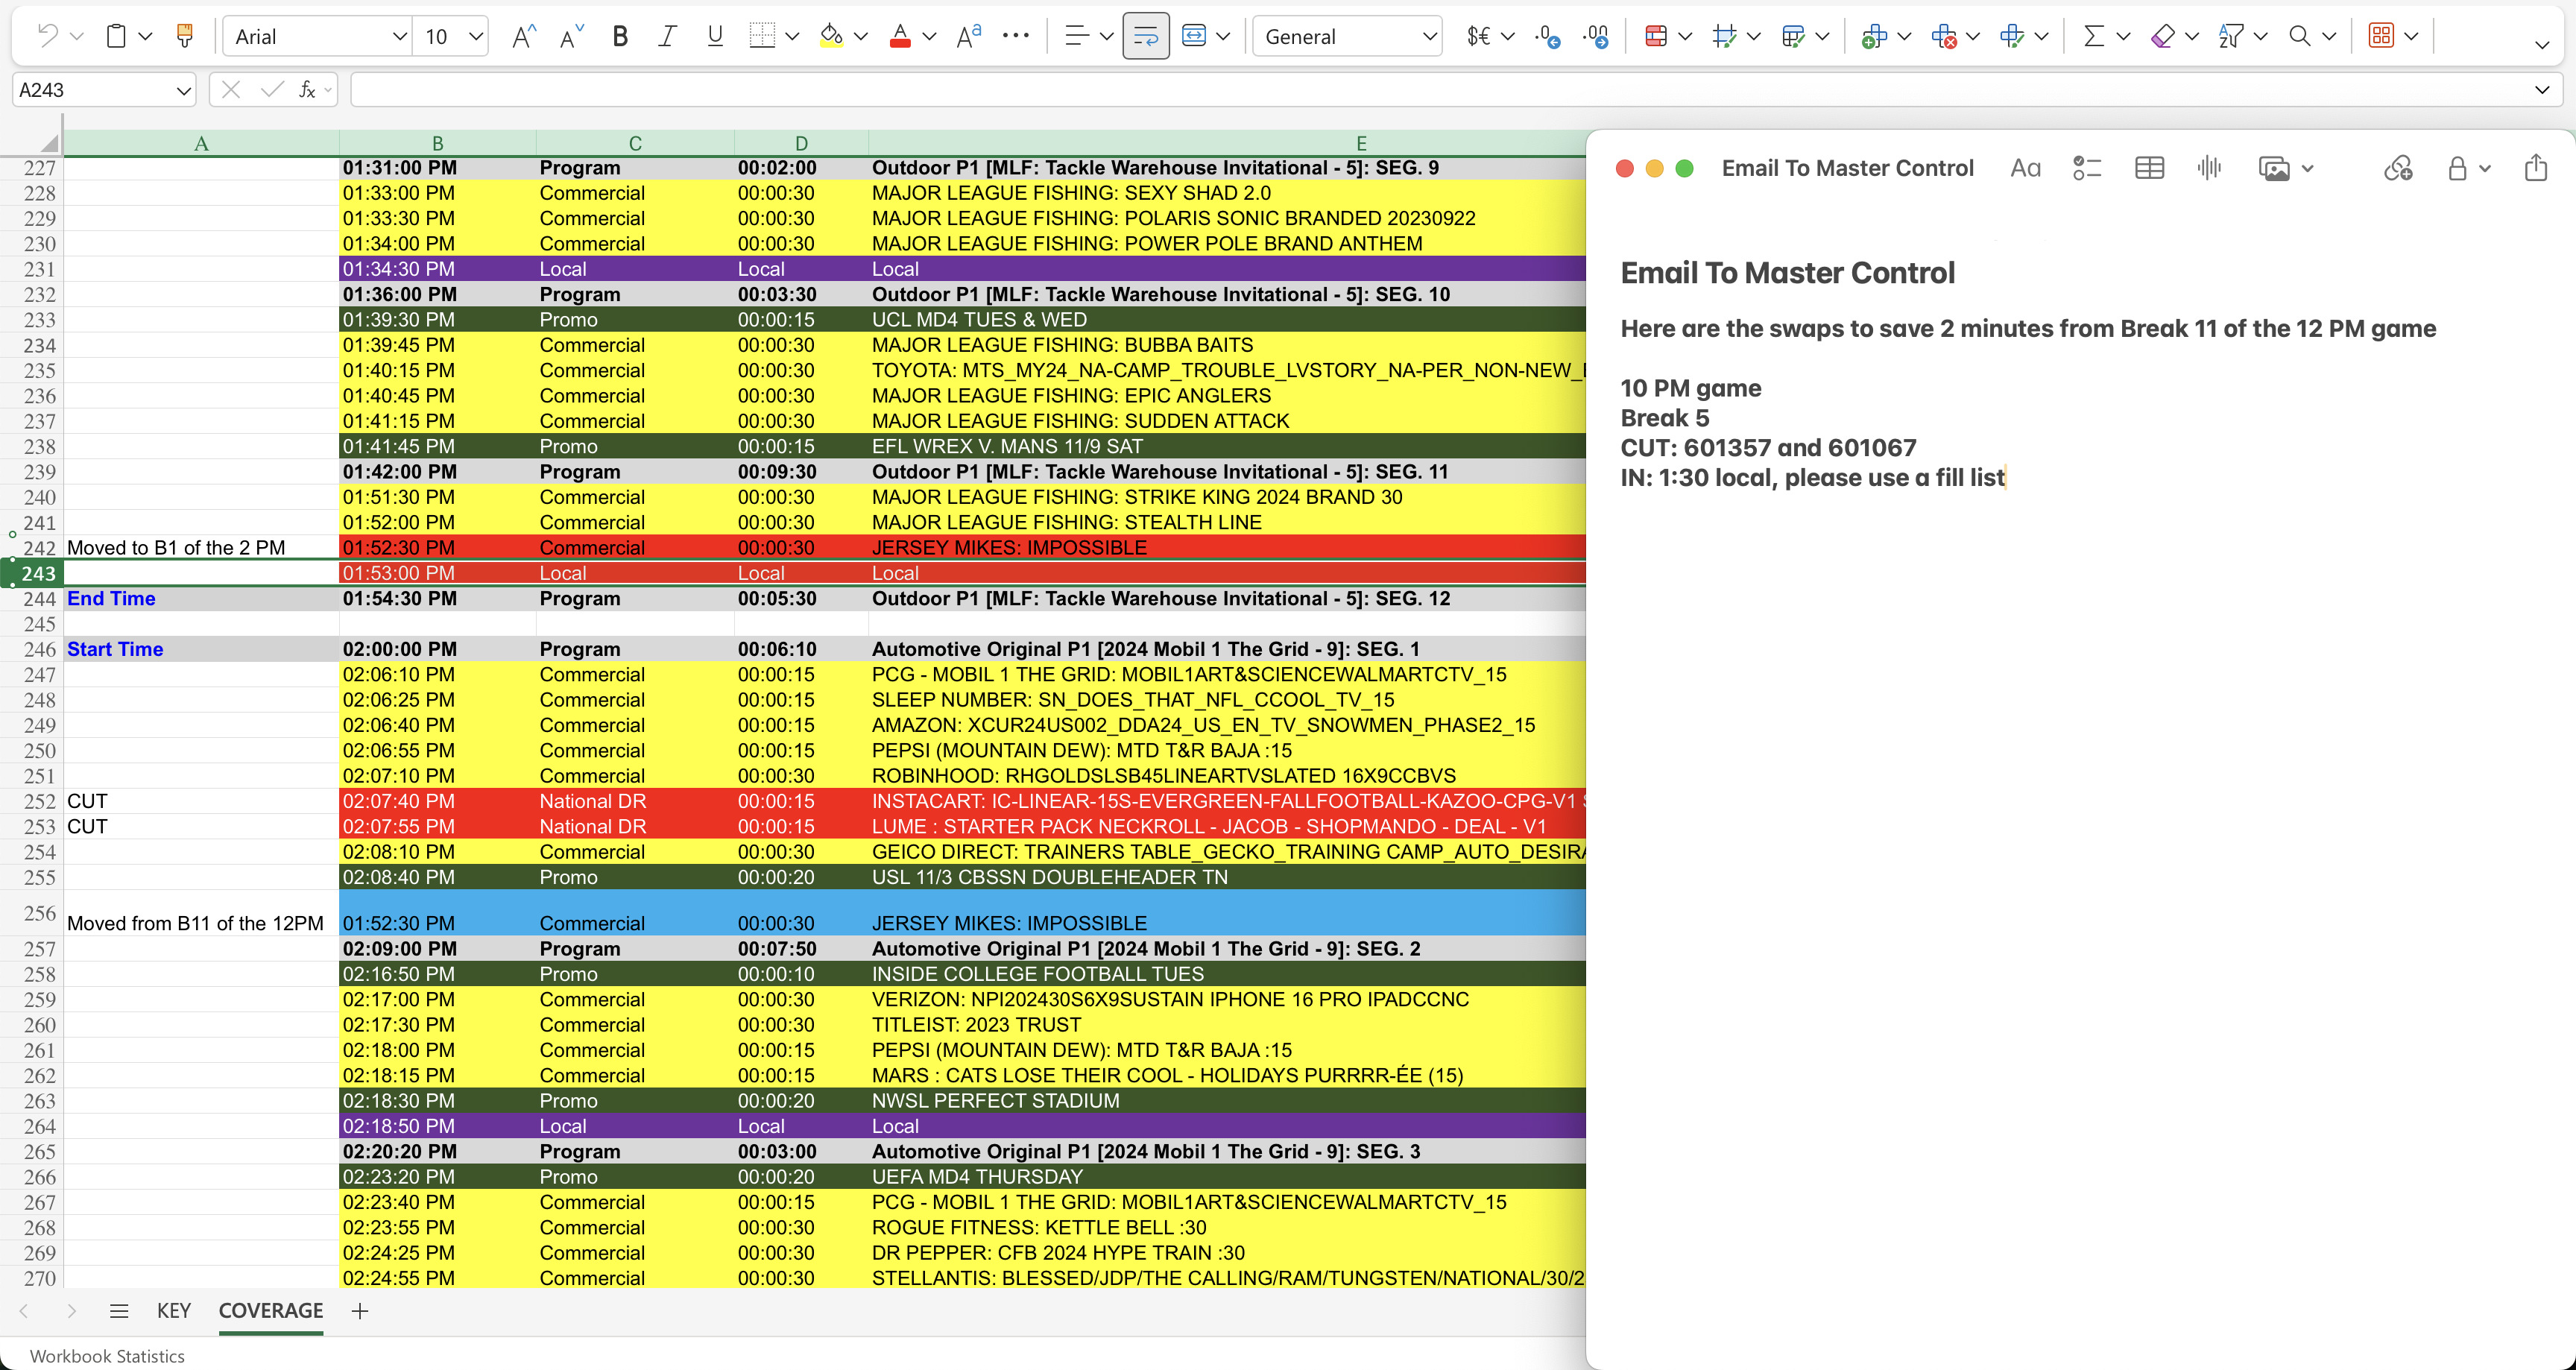 Arial 10 General
A243
A B C D E
227 01:31:00 PM Program 00:02:00 Outdoor P1 [MLF: Tackle Warehouse Invitational - 5]: SEG. 9
228 01:33:00 PM Commercial 00:00:30 MAJOR LEAGUE FISHING: SEXY SHAD 2.0
229 01:33:30 PM Commercial 00:00:30 MAJOR LEAGUE FISHING: POLARIS SONIC BRANDED 20230922
230 01:34:00 PM Commercial 00:00:30 MAJOR LEAGUE FISHING: POWER POLE BRAND ANTHEM
231 01:34:30 PM Local Local Local
232 01:36:00 PM Program 00:03:30 Outdoor P1 [MLF: Tackle Warehouse Invitational - 5]: SEG. 10
233 01:39:30 PM Promo 00:00:15 UCL MD4 TUES & WED
234 01:39:45 PM Commercial 00:00:30 MAJOR LEAGUE FISHING: BUBBA BAITS
235 01:40:15 PM Commercial 00:00:30 TOYOTA: MTS_MY24_NA-CAMP_TROUBLE_LVSTORY_NA-PER_NON-NEW_
236 01:40:45 PM Commercial 00:00:30 MAJOR LEAGUE FISHING: EPIC ANGLERS
237 01:41:15 PM Commercial 00:00:30 MAJOR LEAGUE FISHING: SUDDEN ATTACK
238 01:41:45 PM Promo 00:00:15 EFL WREX V. MANS 11/9 SAT
239 01:42:00 PM Program 00:09:30 Outdoor P1 [MLF: Tackle Warehouse Invitational - 5]: SEG. 11
240 01:51:30 PM Commercial 00:00:30 MAJOR LEAGUE FISHING: STRIKE KING 2024 BRAND 30
241 01:52:00 PM Commercial 00:00:30 MAJOR LEAGUE FISHING: STEALTH LINE
242 Moved to B1 of the 2 PM 01:52:30 PM Commercial 00:00:30 JERSEY MIKES: IMPOSSIBLE
243 01:53:00 PM Local Local Local
244 End Time 01:54:30 PM Program 00:05:30 Outdoor P1 [MLF: Tackle Warehouse Invitational - 5]: SEG. 12
245
246 Start Time 02:00:00 PM Program 00:06:10 Automotive Original P1 [2024 Mobil 1 The Grid - 9]: SEG. 1
247 02:06:10 PM Commercial 00:00:15 PCG - MOBIL 1 THE GRID: MOBIL1ART&SCIENCEWALMARTCTV_15
248 02:06:25 PM Commercial 00:00:15 SLEEP NUMBER: SN_DOES_THAT_NFL_CCOOL_TV_15
249 02:06:40 PM Commercial 00:00:15 AMAZON: XCUR24US002_DDA24_US_EN_TV_SNOWMEN_PHASE2_15
250 02:06:55 PM Commercial 00:00:15 PEPSI (MOUNTAIN DEW): MTD T&R BAJA :15
251 02:07:10 PM Commercial 00:00:30 ROBINHOOD: RHGOLDSLSB45LINEARTVSLATED 16X9CCBVS
252 CUT 02:07:40 PM National DR 00:00:15 INSTACART: IC-LINEAR-15S-EVERGREEN-FALLFOOTBALL-KAZOO-CPG-V1
253 CUT 02:07:55 PM National DR 00:00:15 LUME : STARTER PACK NECKROLL - JACOB - SHOPMANDO - DEAL - V1
254 02:08:10 PM Commercial 00:00:30 GEICO DIRECT: TRAINERS TABLE_GECKO_TRAINING CAMP_AUTO_DESIRA
255 02:08:40 PM Promo 00:00:20 USL 11/3 CBSSN DOUBLEHEADER TN
256 Moved from B11 of the 12PM 01:52:30 PM Commercial 00:00:30 JERSEY MIKES: IMPOSSIBLE
257 02:09:00 PM Program 00:07:50 Automotive Original P1 [2024 Mobil 1 The Grid - 9]: SEG. 2
258 02:16:50 PM Promo 00:00:10 INSIDE COLLEGE FOOTBALL TUES
259 02:17:00 PM Commercial 00:00:30 VERIZON: NPI202430S6X9SUSTAIN IPHONE 16 PRO IPADCCNC
260 02:17:30 PM Commercial 00:00:30 TITLEIST: 2023 TRUST
261 02:18:00 PM Commercial 00:00:15 PEPSI (MOUNTAIN DEW): MTD T&R BAJA :15
262 02:18:15 PM Commercial 00:00:15 MARS : CATS LOSE THEIR COOL - HOLIDAYS PURRRR-ÉE (15)
263 02:18:30 PM Promo 00:00:20 NWSL PERFECT STADIUM
264 02:18:50 PM Local Local Local
265 02:20:20 PM Program 00:03:00 Automotive Original P1 [2024 Mobil 1 The Grid - 9]: SEG. 3
266 02:23:20 PM Promo 00:00:20 UEFA MD4 THURSDAY
267 02:23:40 PM Commercial 00:00:15 PCG - MOBIL 1 THE GRID: MOBIL1ART&SCIENCEWALMARTCTV_15
268 02:23:55 PM Commercial 00:00:30 ROGUE FITNESS: KETTLE BELL :30
269 02:24:25 PM Commercial 00:00:30 DR PEPPER: CFB 2024 HYPE TRAIN :30
270 02:24:55 PM Commercial 00:00:30 STELLANTIS: BLESSED/JDP/THE CALLING/RAM/TUNGSTEN/NATIONAL/30/2
KEY COVERAGE
Workbook Statistics
Email To Master Control
Email To Master Control
Here are the swaps to save 2 minutes from Break 11 of the 12 PM game
10 PM game
Break 5
CUT: 601357 and 601067
IN: 1:30 local, please use a fill list